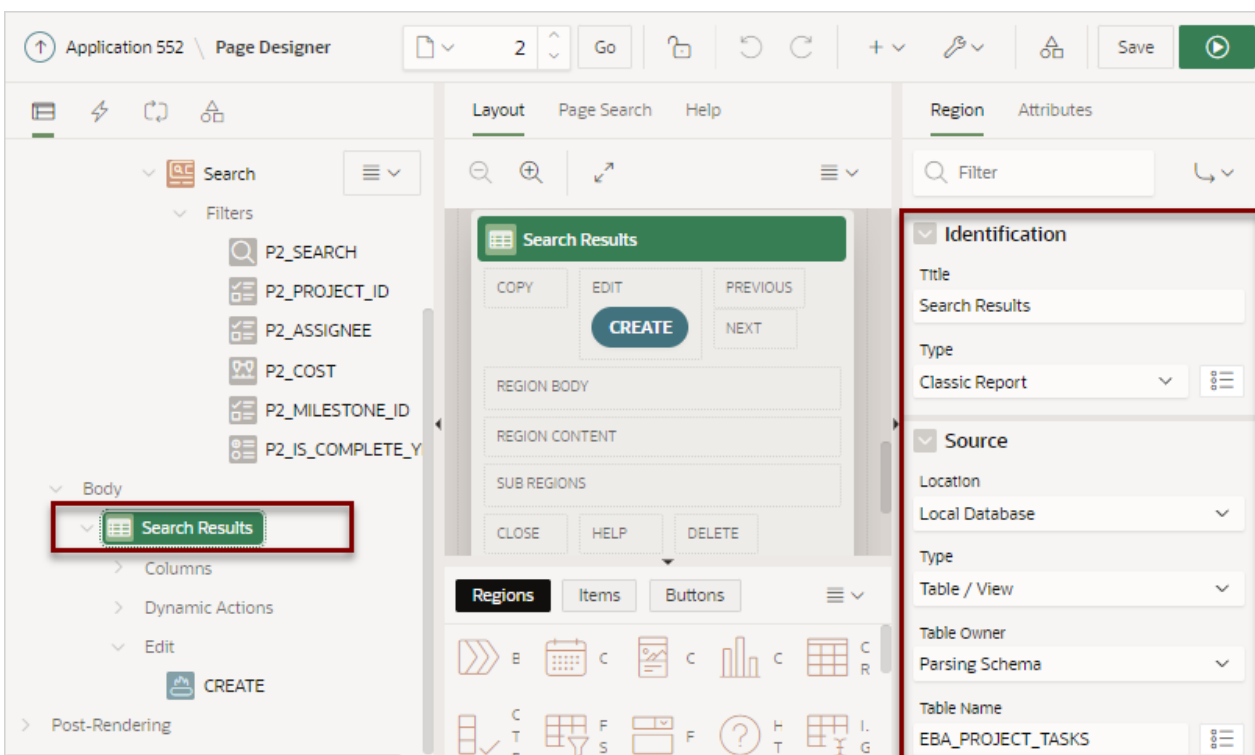 Application 552 \ Page Designer
2
Go
Save
Layout
Page Search
Help
Region
Attributes
Search
Filters
P2_SEARCH
P2_PROJECT_ID
P2_ASSIGNEE
P2_COST
P2_MILESTONE_ID
P2_IS_COMPLETE_Y
Body
Search Results
Columns
Dynamic Actions
Edit
CREATE
Post-Rendering
Search Results
COPY
EDIT
PREVIOUS
CREATE
NEXT
REGION BODY
REGION CONTENT
SUB REGIONS
CLOSE
HELP
DELETE
Regions
Items
Buttons
B
C
C
C
C
R
C
T
F
S
F
H
T
I.
G
Filter
Identification
Title
Search Results
Type
Classic Report
Source
Location
Local Database
Type
Table / View
Table Owner
Parsing Schema
Table Name
EBA_PROJECT_TASKS